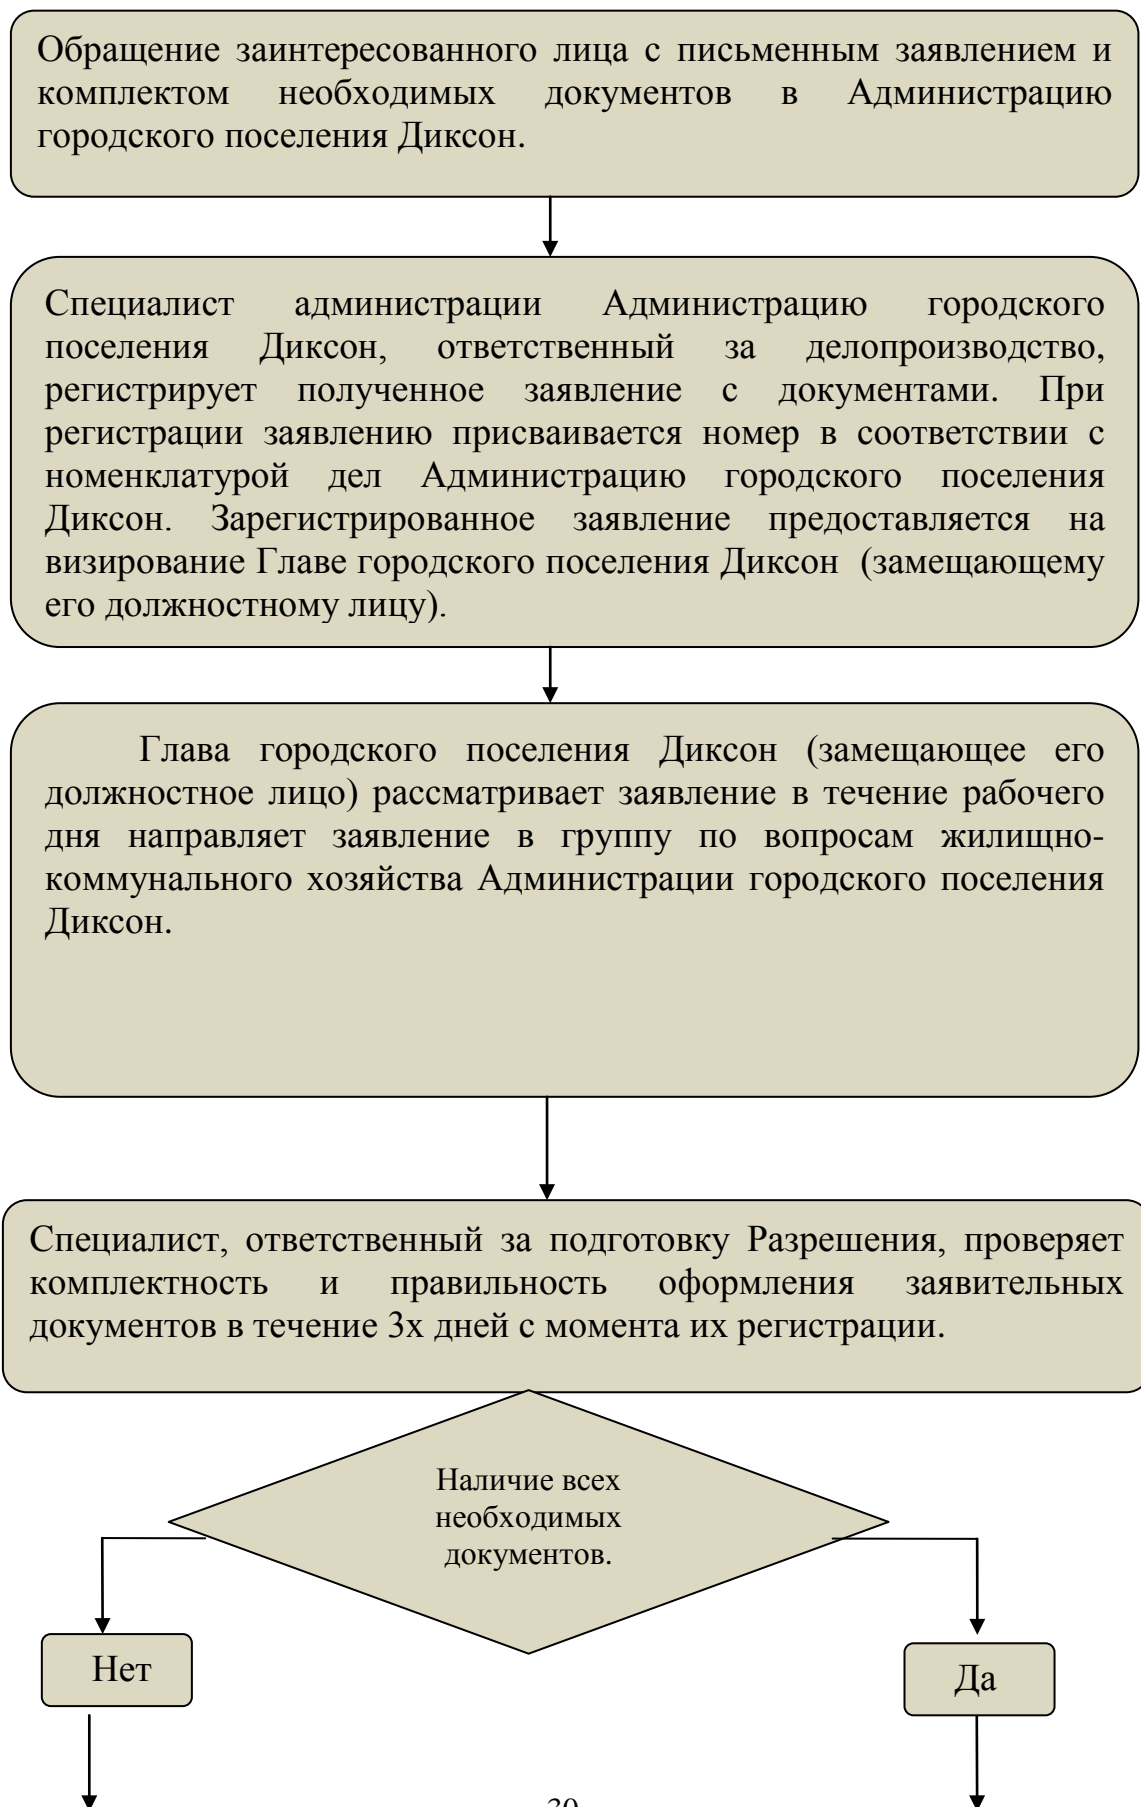 Обращение заинтересованного лица с письменным заявлением и
комплектом необходимых документов в Администрацию
городского поселения Диксон.
Специалист администрации Администрацию городского
поселения Диксон, ответственный за делопроизводство,
регистрирует полученное заявление с документами. При
регистрации заявлению присваивается номер в соответствии с
номенклатурой дел Администрацию городского поселения
Диксон. Зарегистрированное заявление предоставляется на
визирование Главе городского поселения Диксон (замещающему
его должностному лицу).
Глава городского поселения Диксон (замещающее его
должностное лицо) рассматривает заявление в течение рабочего
дня направляет заявление в группу по вопросам жилищно-
коммунального хозяйства Администрации городского поселения
Диксон.
Специалист, ответственный за подготовку Разрешения, проверяет
комплектность и правильность оформления заявительных
документов в течение 3х дней с момента их регистрации.
Наличие всех
необходимых
документов.
Нет
Да
30